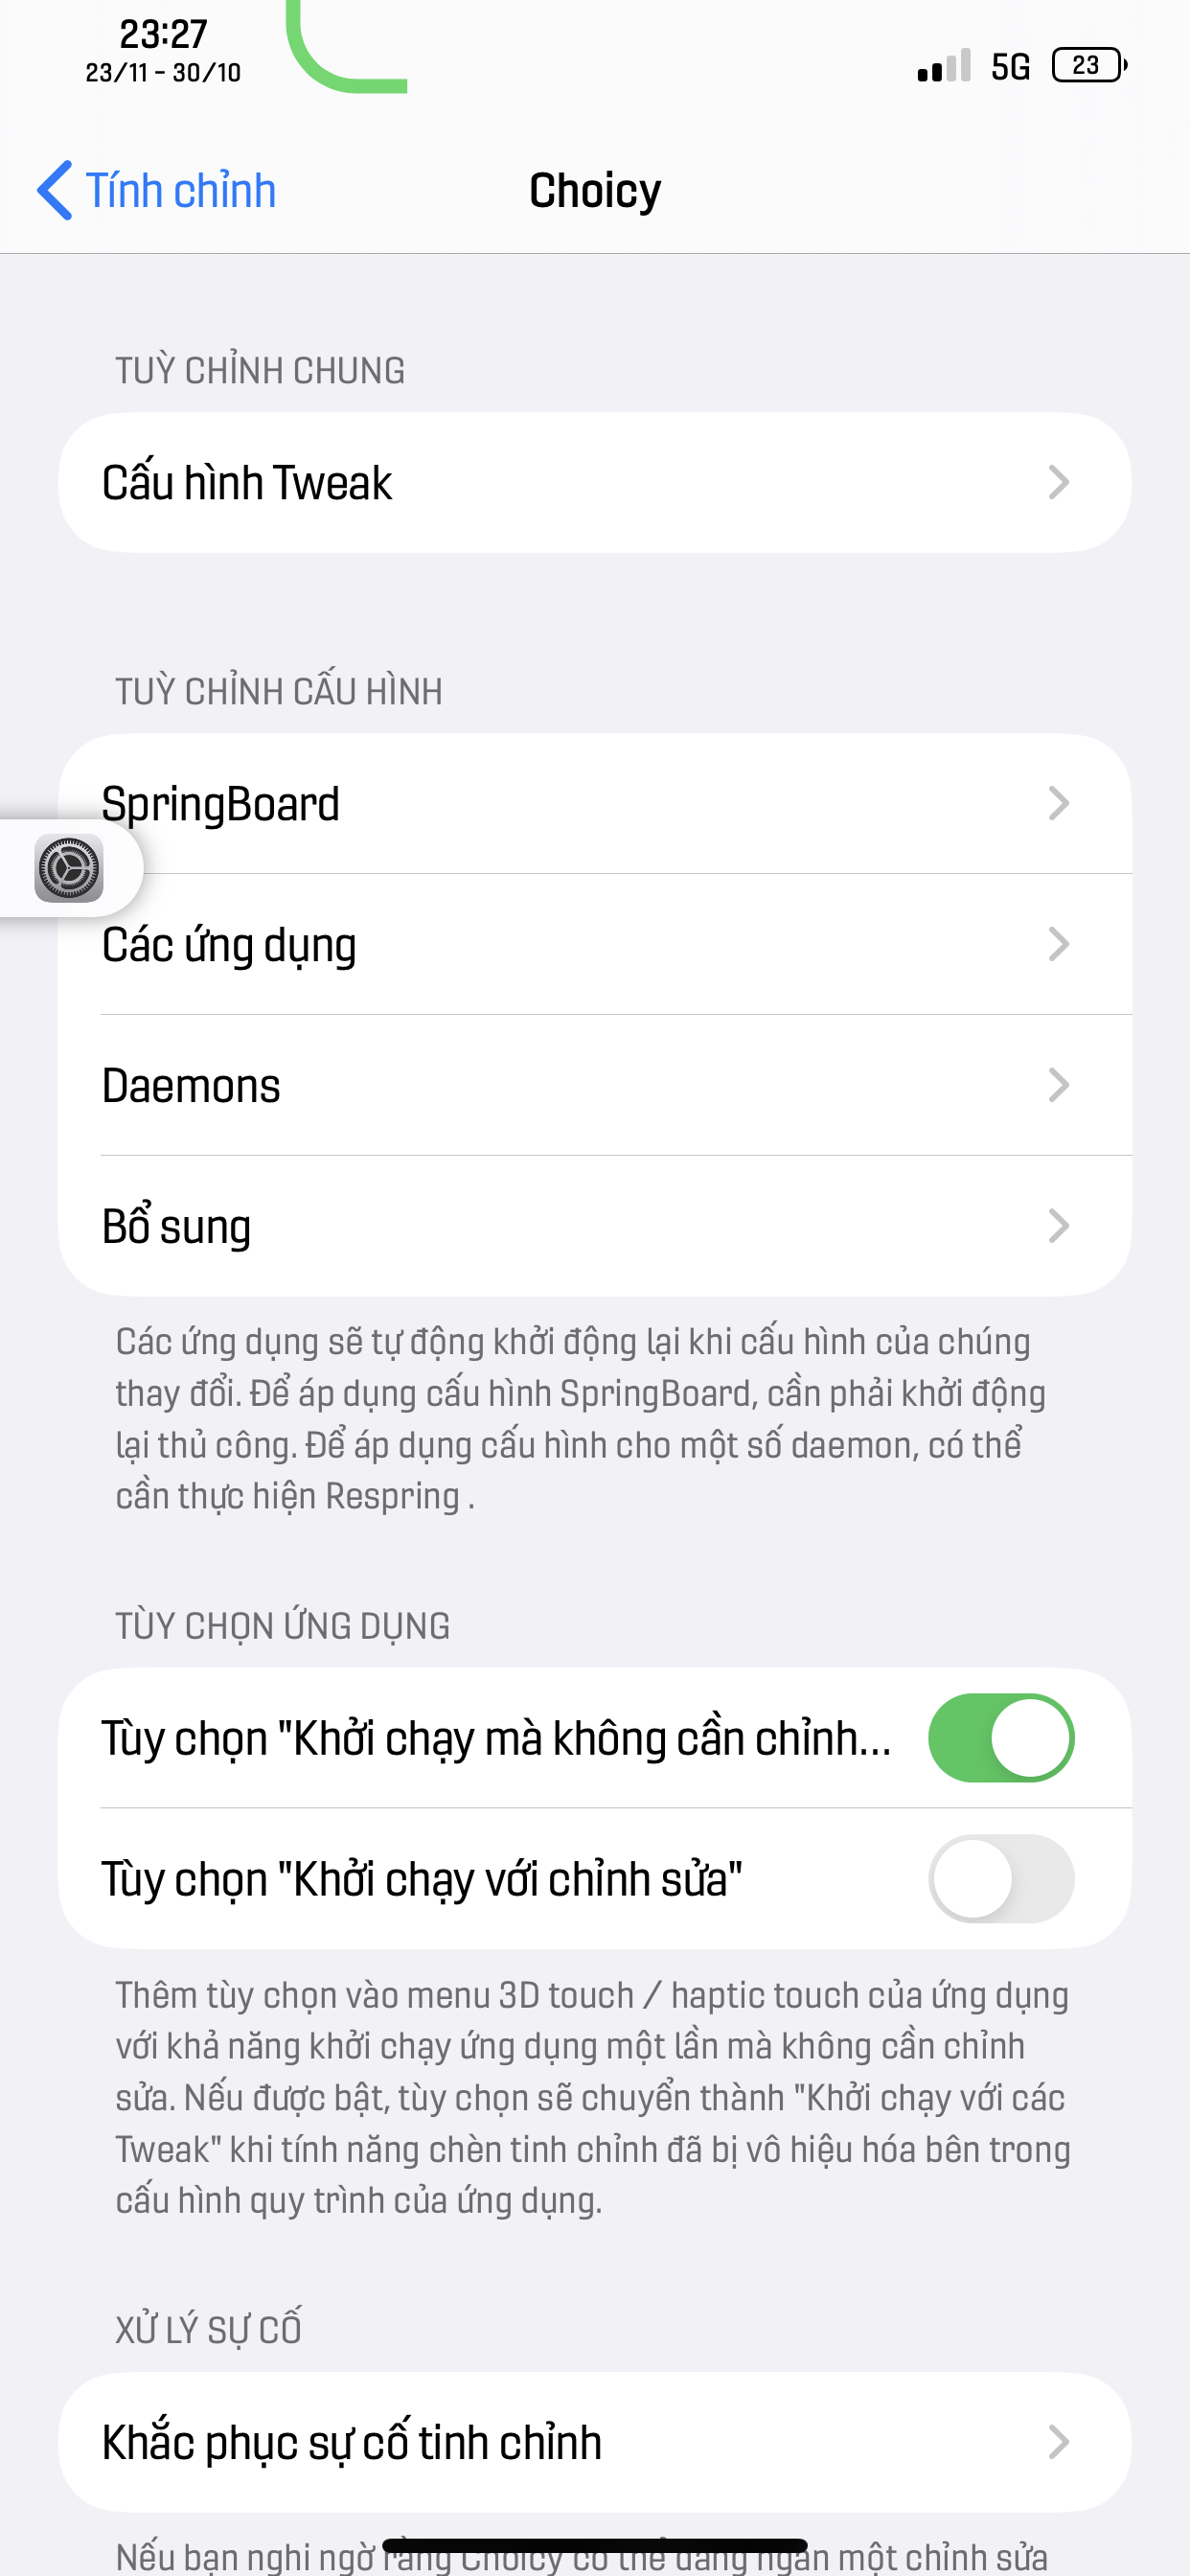 23:27
23/11 - 30/10
5G
23
Tính chỉnh
Choicy
TUỲ CHỈNH CHUNG
Cấu hình Tweak
TUỲ CHỈNH CẤU HÌNH
SpringBoard
Các ứng dụng
Daemons
Bổ sung
Các ứng dụng sẽ tự động khởi động lại khi cấu hình của chúng
thay đổi. Để áp dụng cấu hình SpringBoard, cần phải khởi động
lại thủ công. Để áp dụng cấu hình cho một số daemon, có thể
cần thực hiện Respring .
TÙY CHỌN ỨNG DỤNG
Tùy chọn "Khởi chạy mà không cần chỉnh...
Tùy chọn "Khởi chạy với chỉnh sửa"
Thêm tùy chọn vào menu 3D touch / haptic touch của ứng dụng
với khả năng khởi chạy ứng dụng một lần mà không cần chỉnh
sửa. Nếu được bật, tùy chọn sẽ chuyển thành "Khởi chạy với các
Tweak" khi tính năng chèn tinh chỉnh đã bị vô hiệu hóa bên trong
cấu hình quy trình của ứng dụng.
XỬ LÝ SỰ CỐ
Khắc phục sự cố tinh chỉnh
Nếu bạn nghi ngờ rằng Choicy có thể đang ngăn một chỉnh sửa